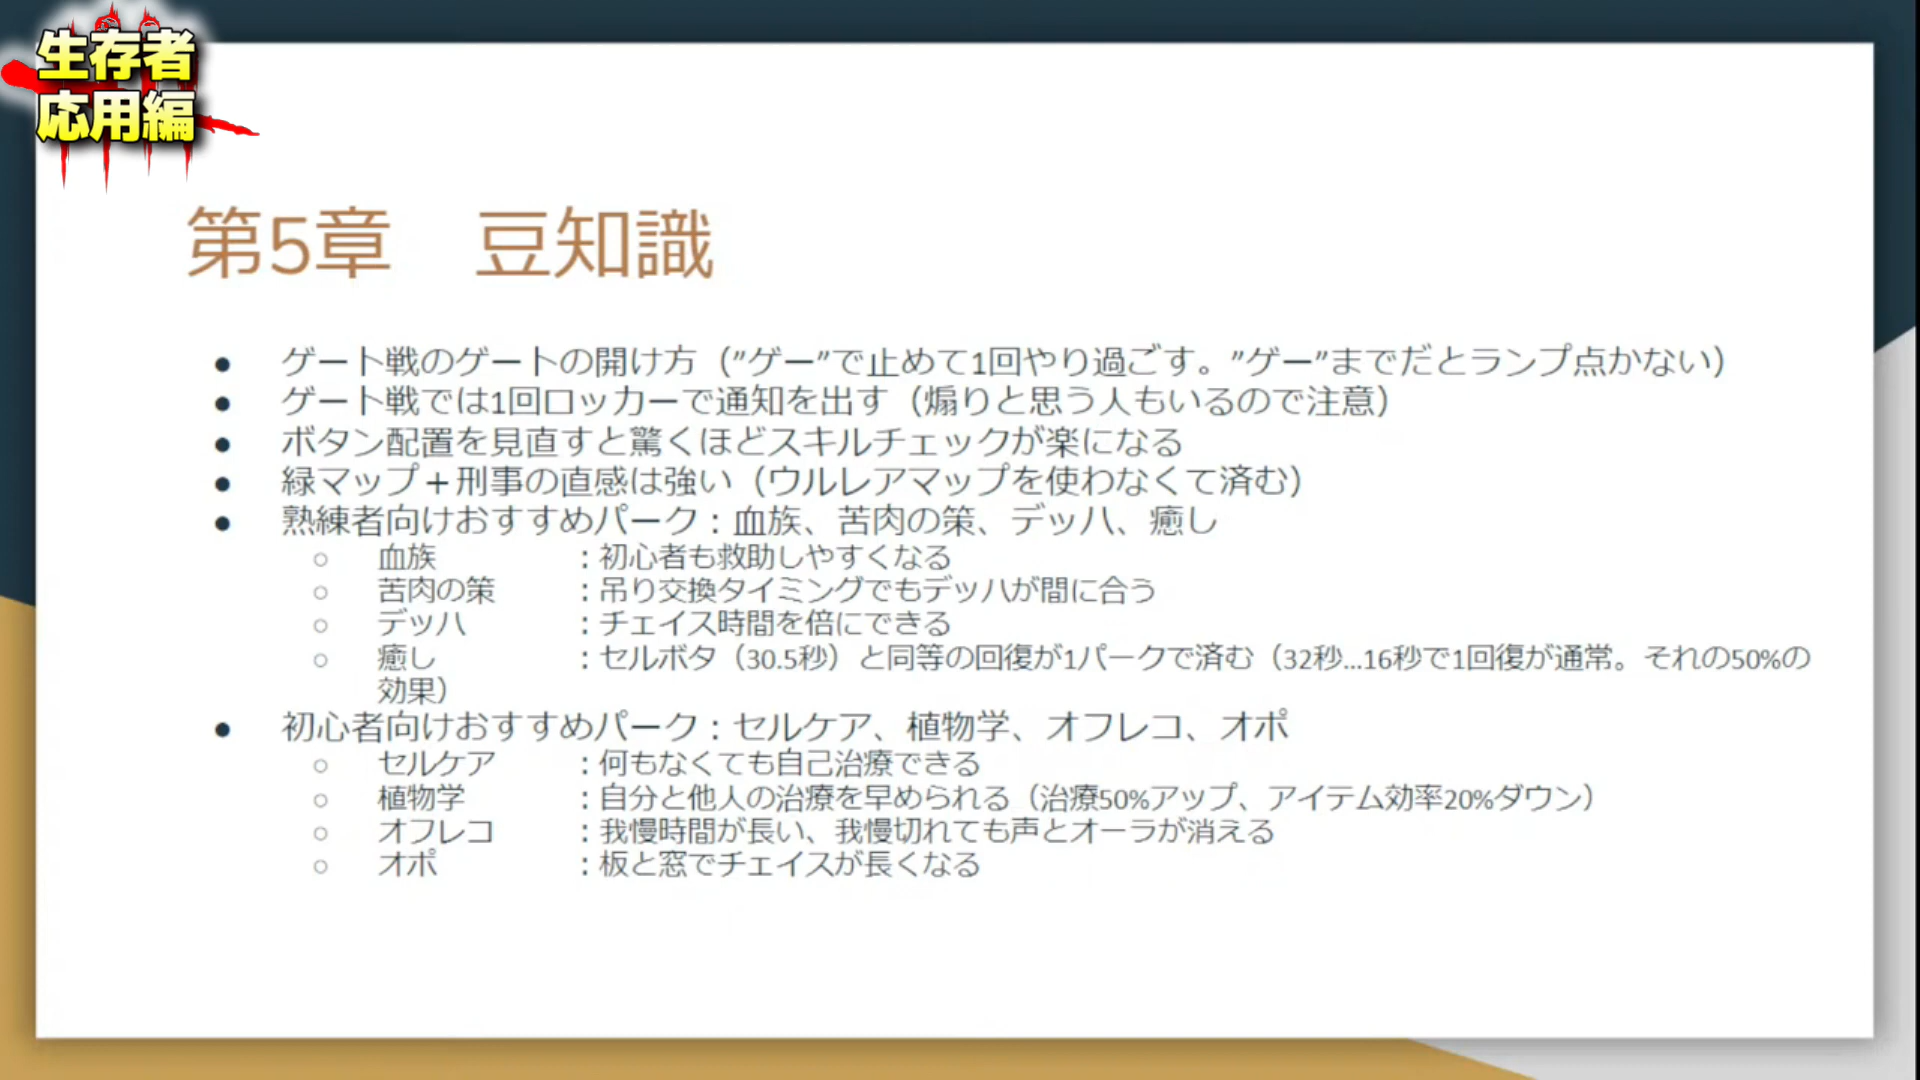 生存者
応用編
第5章　豆知識
● ゲート戦のゲートの開け方（”ゲー”で止めて1回やり過ごす。”ゲー”までだとランプ点かない）
● ゲート戦では1回ロッカーで通知を出す（煽りと思う人もいるので注意）
● ボタン配置を見直すと驚くほどスキルチェックが楽になる
● 緑マップ＋刑事の直感は強い（ウルレアマップを使わなくて済む）
● 熟練者向けおすすめパーク：血族、苦肉の策、デッハ、癒し
○ 血族　：初心者も救助しやすくなる
○ 苦肉の策　：吊り交換タイミングでもデッハが間に合う
○ デッハ　：チェイス時間を倍にできる
○ 癒し　：セルボタ（30.5秒）と同等の回復が1パークで済む（32秒...16秒で1回復が通常。それの50%の
効果）
● 初心者向けおすすめパーク：セルケア、植物学、オフレコ、オポ
○ セルケア　：何もなくても自己治療できる
○ 植物学　：自分と他人の治療を早められる（治療50%アップ、アイテム効率20%ダウン）
○ オフレコ　：我慢時間が長い、我慢切れても声とオーラが消える
○ オポ　：板と窓でチェイスが長くなる